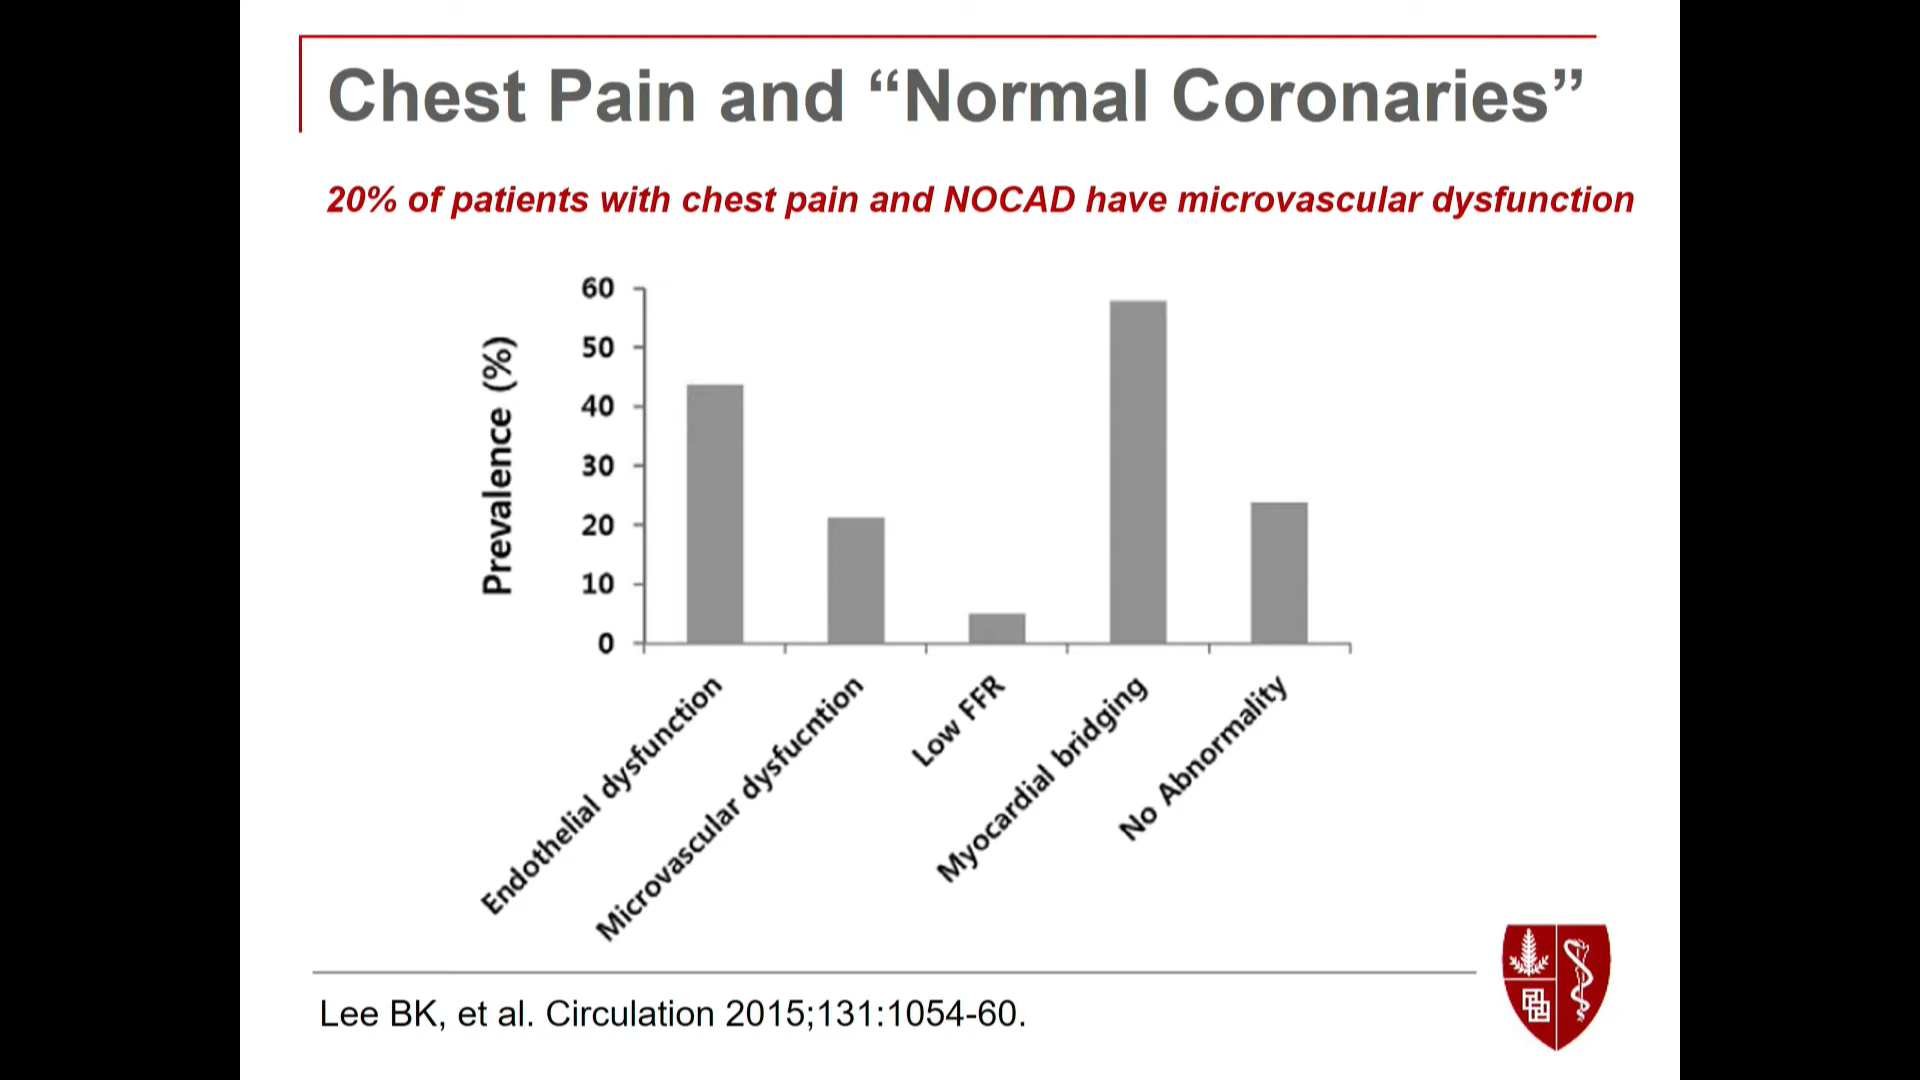 Chest Pain and “Normal Coronaries”
20% of patients with chest pain and NOCAD have microvascular dysfunction
Prevalence (%)
60
50
40
30
20
10
0
Endothelial dysfunction
Microvascular dysfucntion
Low FFR
Myocardial bridging
No Abnormality
Lee BK, et al. Circulation 2015;131:1054-60.